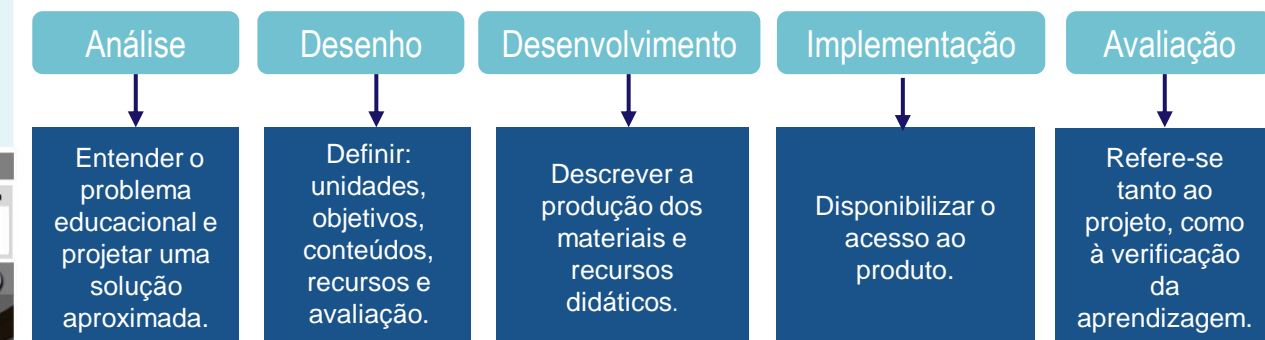 Análise
Desenho
Desenvolvimento
Implementação
Avaliação
Entender o
problema
educacional e
projetar uma
solução
aproximada.
Definir:
unidades,
objetivos,
conteúdos,
recursos e
avaliação.
Descrever a
produção dos
materiais e
recursos
didáticos.
Disponibilizar o
acesso ao
produto.
Refere-se
tanto ao
projeto, como
à verificação
da
aprendizagem.